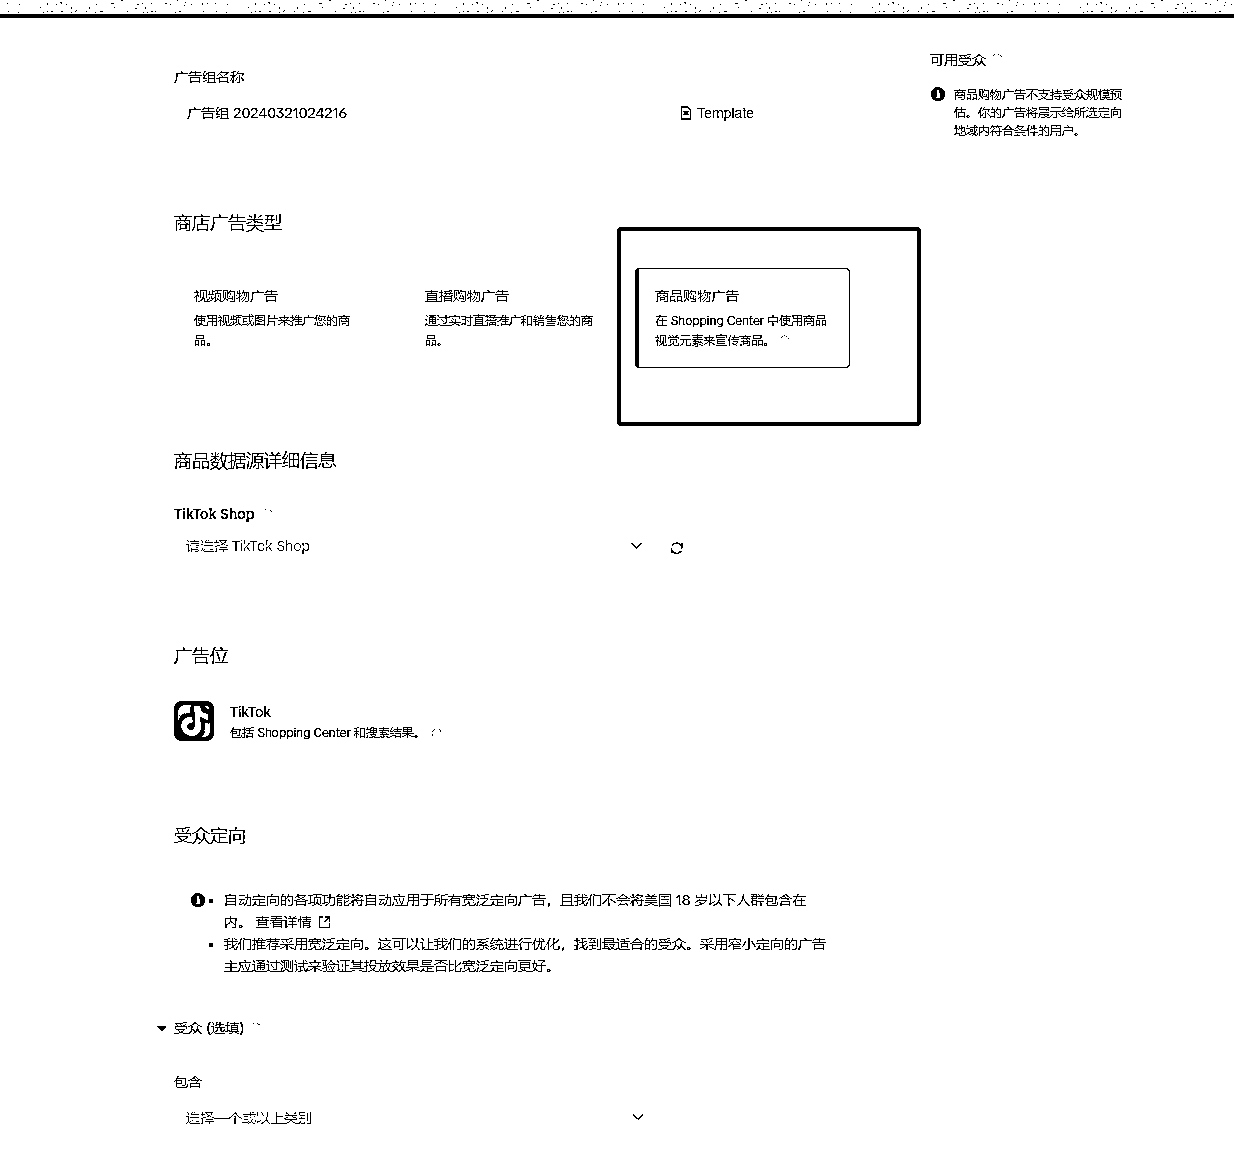 广告组名称
广告组 20240321024216
Template
可用受众
商品购物广告不支持受众规模预
估。你的广告将展示给所选定向
地域内符合条件的用户。
商店广告类型
视频购物广告
使用视频或图片来推广您的商
品。
直播购物广告
通过实时直播推广和销售您的商
品。
商品购物广告
在 Shopping Center 中使用商品
视觉元素来宣传商品。
商品数据源详细信息
TikTok Shop
请选择 TikTok Shop
广告位
TikTok
包括 Shopping Center 和搜索结果。
受众定向
自动定向的各项功能将自动应用于所有宽泛定向广告，且我们不会将美国 18 岁以下人群包含在
内。 查看详情
我们推荐采用宽泛定向。这可以让我们的系统进行优化，找到最适合的受众。采用窄小定向的广告
主应通过测试来验证其投放效果是否比宽泛定向更好。
受众 (选填)
包含
选择一个或以上类别